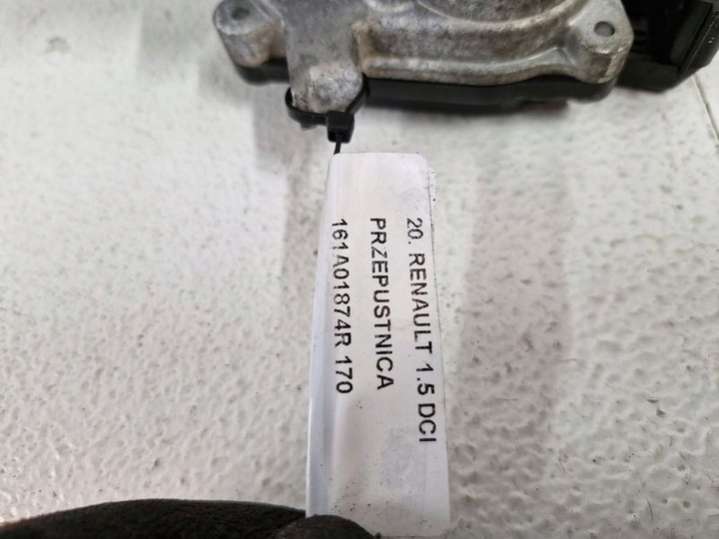 20. RENAULT 1.5 DCI
PRZEPUSTNICA
161A01874R 170